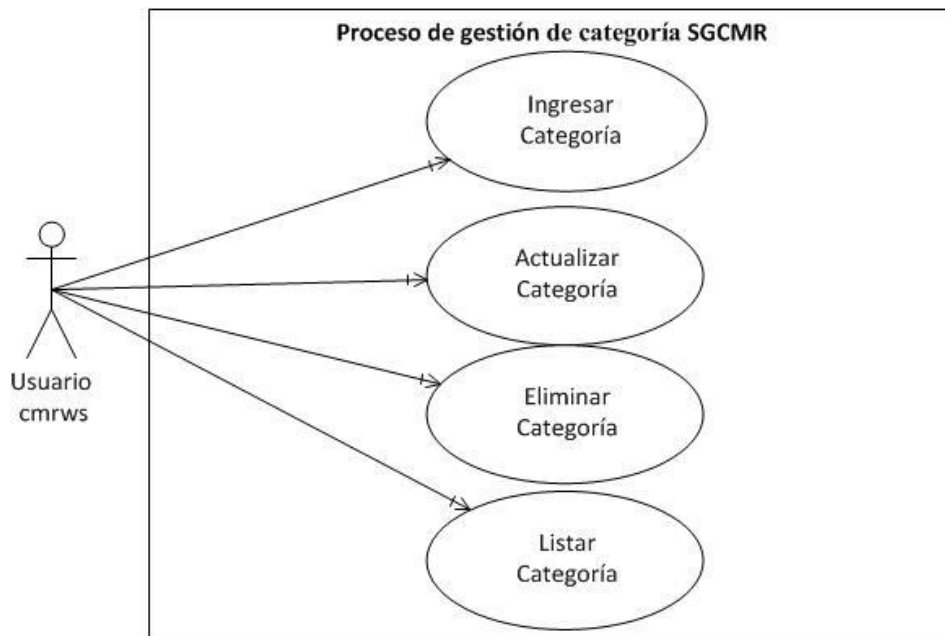 Proceso de gestión de categoría SGCMR
Ingresar
Categoría
Actualizar
Categoría
Eliminar
Categoría
Listar
Categoría
Usuario
cmrws